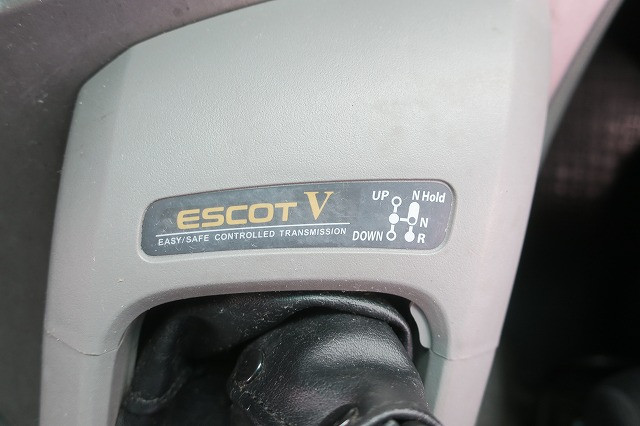 ESCOT V
EASY/SAFE CONTROLLED TRANSMISSION
UP N Hold
N
DOWN R